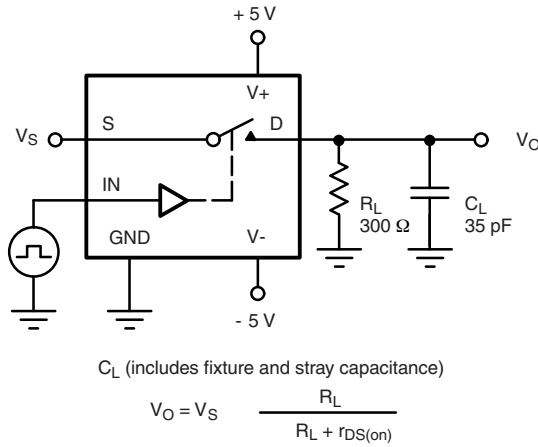 + 5 V
V+
VS
S
D
VO
IN
RL
300 Ω
CL
35 pF
GND
V-
- 5 V
CL (includes fixture and stray capacitance)
VO = VS RL
RL + rDS(on)